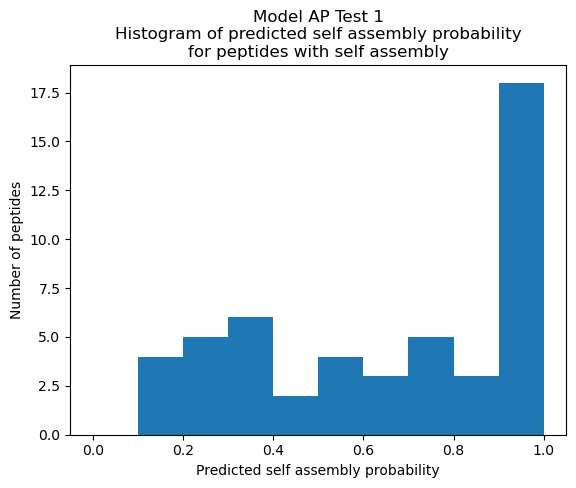 Model AP Test 1
Histogram of predicted self assembly probability
for peptides with self assembly
Number of peptides
17.5
15.0
12.5
10.0
7.5
5.0
2.5
0.0
0.0 0.2 0.4 0.6 0.8 1.0
Predicted self assembly probability